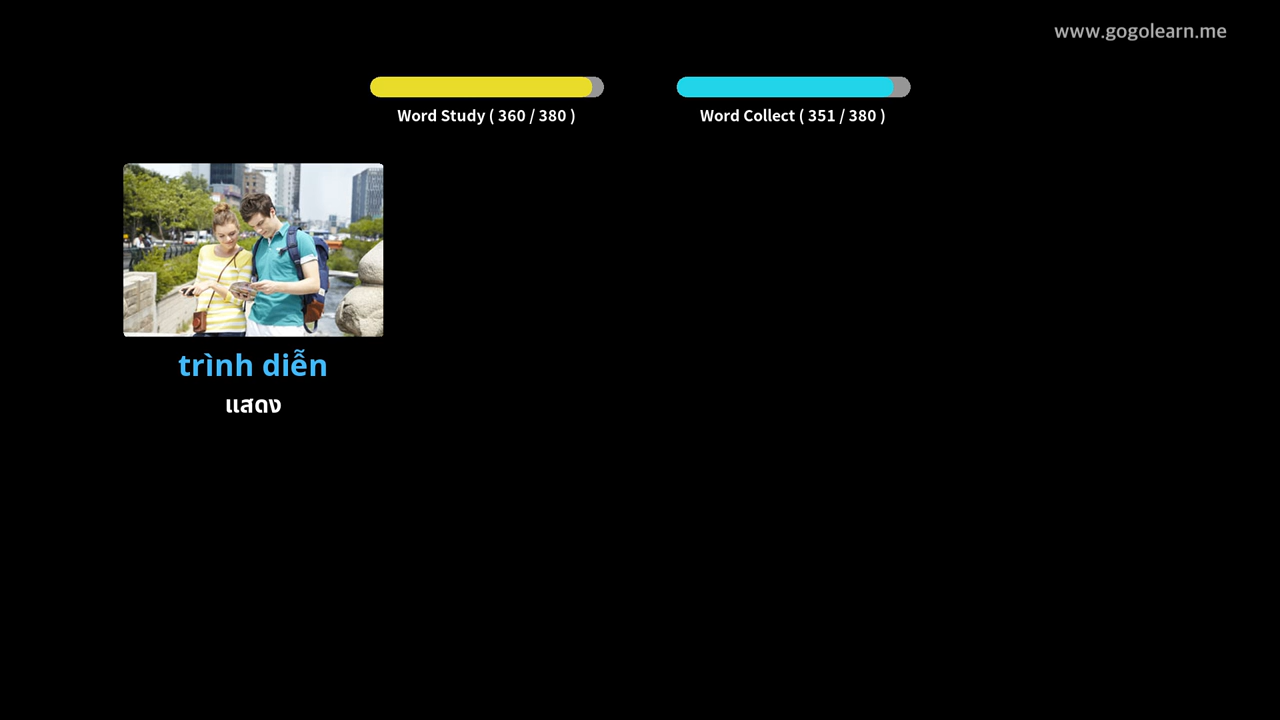 www.gogolearn.me
Word Study ( 360 / 380 )
Word Collect ( 351 / 380 )
trình diễn
แสดง